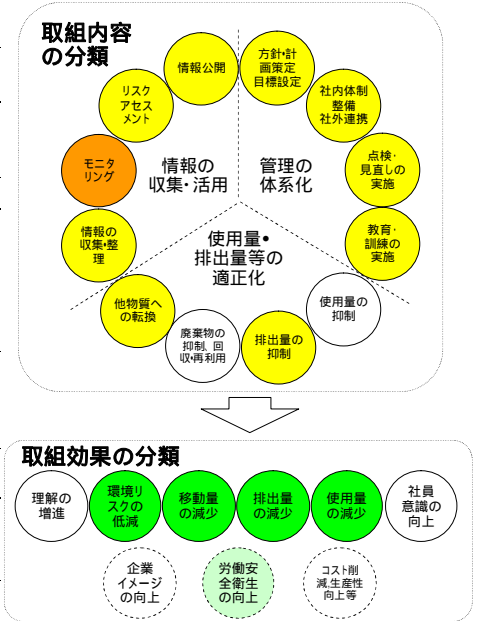 取組内容
の分類
情報公開
方針・計
画策定
目標設定
リスク
アセス
メント
社内体制
整備
社外連携
モニタ
リング
情報の
収集・活用
管理の
体系化
点検・
見直しの
実施
情報の
収集・整
理
使用量・
排出量等の
適正化
教育・
訓練の
実施
他物質へ
の転換
廃棄物の
抑制、回
収・再利用
排出量の
抑制
使用量の
抑制
取組効果の分類
理解の
増進
環境リ
スクの
低減
移動量
の減少
排出量
の減少
使用量
の減少
社員
意識の
向上
企業
イメージ
の向上
労働安
全衛生
の向上
コスト削
減、生産性
向上等